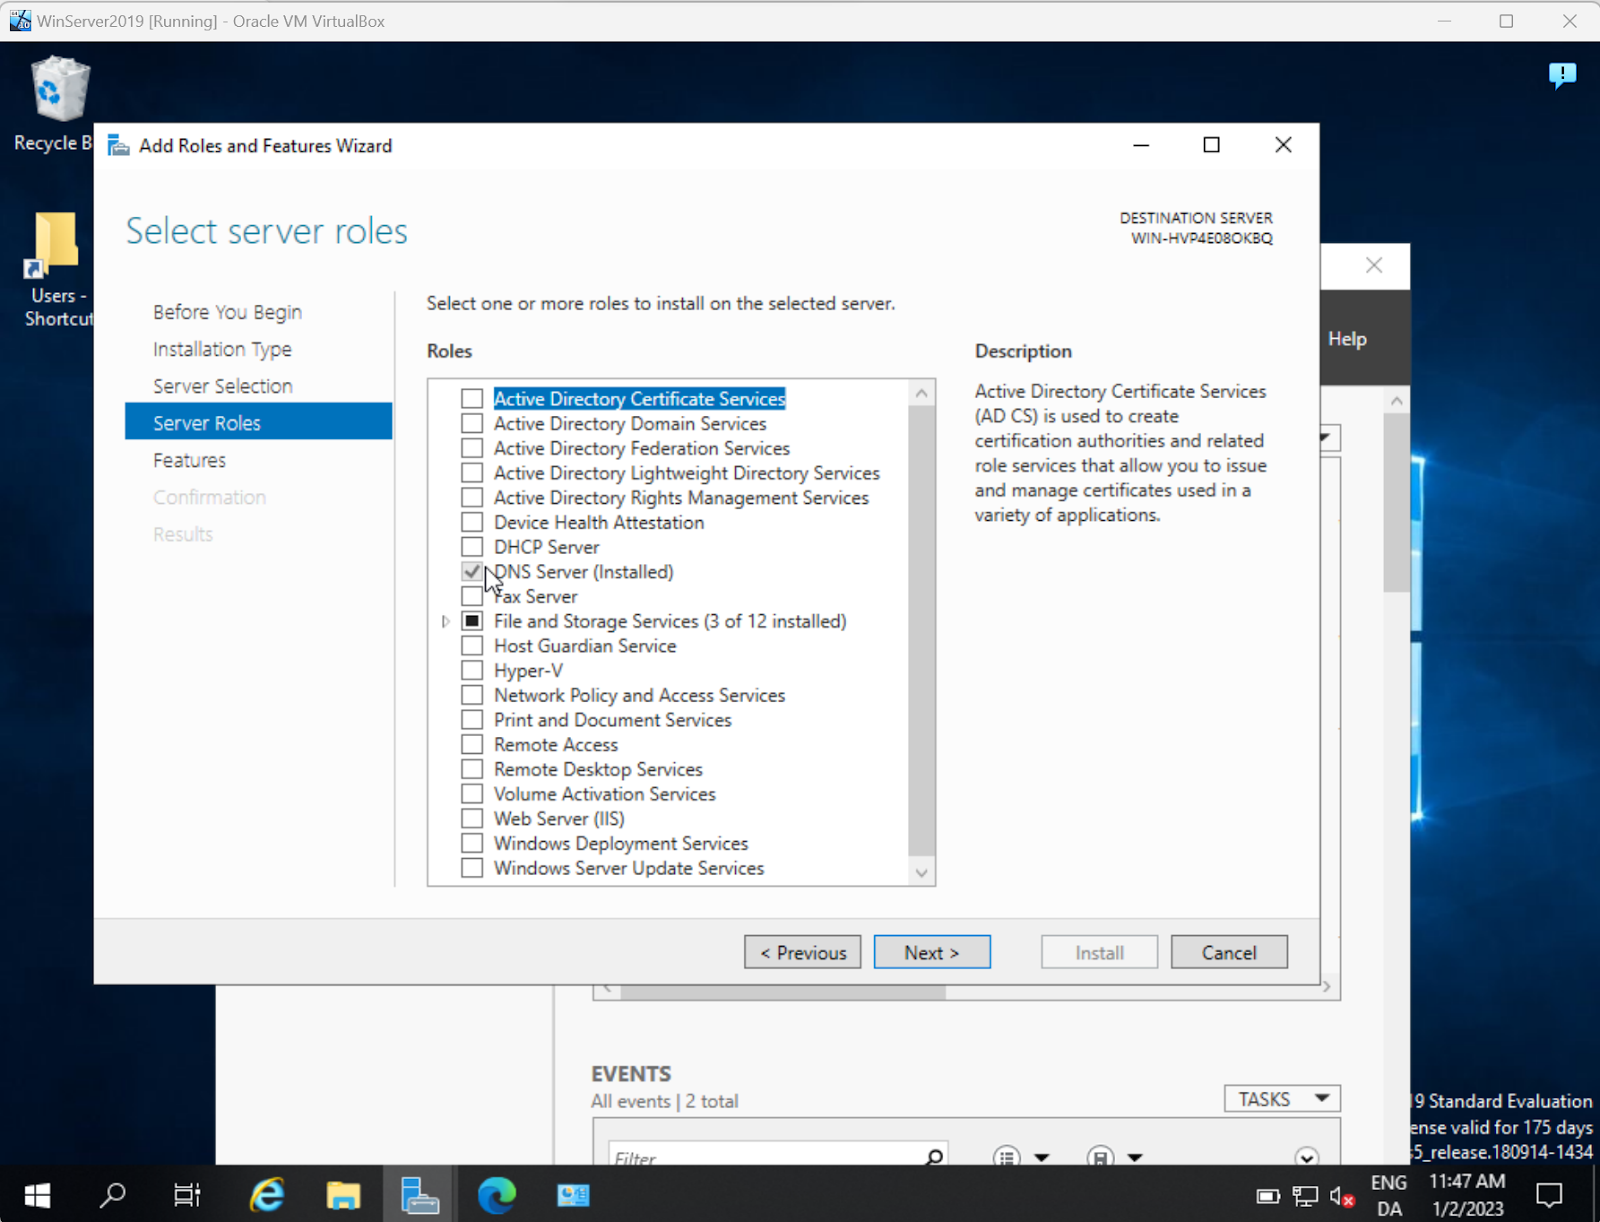 WinServer2019 [Running] - Oracle VM VirtualBox
Recycle B
Users -
Shortcut
Add Roles and Features Wizard
Select server roles
DESTINATION SERVER
WIN-HVP4E08OKBQ
Before You Begin
Installation Type
Server Selection
Server Roles
Features
Confirmation
Results
Select one or more roles to install on the selected server.
Roles
Active Directory Certificate Services
Active Directory Domain Services
Active Directory Federation Services
Active Directory Lightweight Directory Services
Active Directory Rights Management Services
Device Health Attestation
DHCP Server
DNS Server (Installed)
Fax Server
File and Storage Services (3 of 12 installed)
Host Guardian Service
Hyper-V
Network Policy and Access Services
Print and Document Services
Remote Access
Remote Desktop Services
Volume Activation Services
Web Server (IIS)
Windows Deployment Services
Windows Server Update Services
Description
Active Directory Certificate Services
(AD CS) is used to create
certification authorities and related
role services that allow you to issue
and manage certificates used in a
variety of applications.
Help
< Previous
Next >
Install
Cancel
EVENTS
All events | 2 total
TASKS
Filter
19 Standard Evaluation
ense valid for 175 days
s5_release.180914-1434
ENG
DA
11:47 AM
1/2/2023